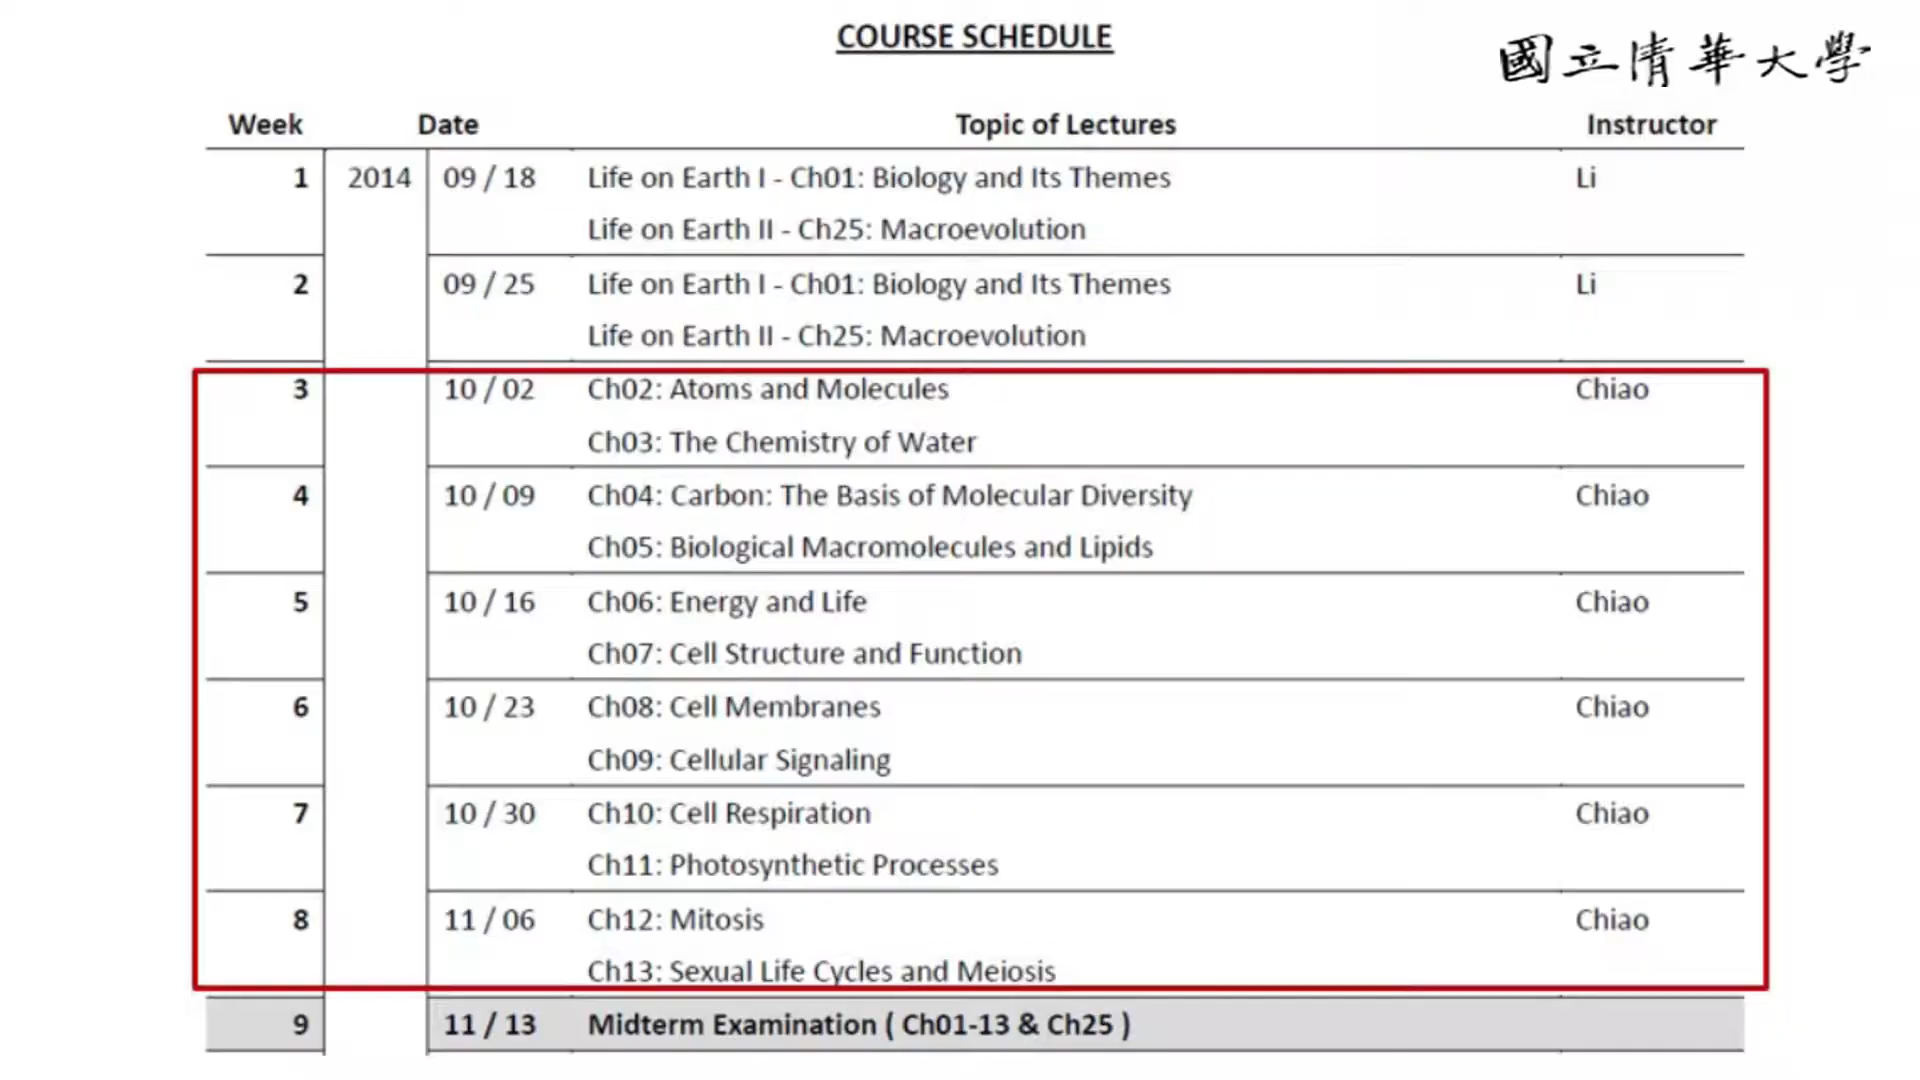 COURSE SCHEDULE
國立清華大學
Week Date Topic of Lectures Instructor
1 2014 09 / 18 Life on Earth I - Ch01: Biology and Its Themes Li
Life on Earth II - Ch25: Macroevolution
2 09 / 25 Life on Earth I - Ch01: Biology and Its Themes Li
Life on Earth II - Ch25: Macroevolution
3 10 / 02 Ch02: Atoms and Molecules Chiao
Ch03: The Chemistry of Water
4 10 / 09 Ch04: Carbon: The Basis of Molecular Diversity Chiao
Ch05: Biological Macromolecules and Lipids
5 10 / 16 Ch06: Energy and Life Chiao
Ch07: Cell Structure and Function
6 10 / 23 Ch08: Cell Membranes Chiao
Ch09: Cellular Signaling
7 10 / 30 Ch10: Cell Respiration Chiao
Ch11: Photosynthetic Processes
8 11 / 06 Ch12: Mitosis Chiao
Ch13: Sexual Life Cycles and Meiosis
9 11 / 13 Midterm Examination ( Ch01-13 & Ch25 )